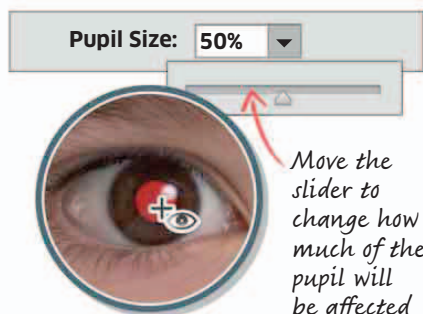 Pupil Size: 50%
Move the
slider to
change how
much of the
pupil will
be affected